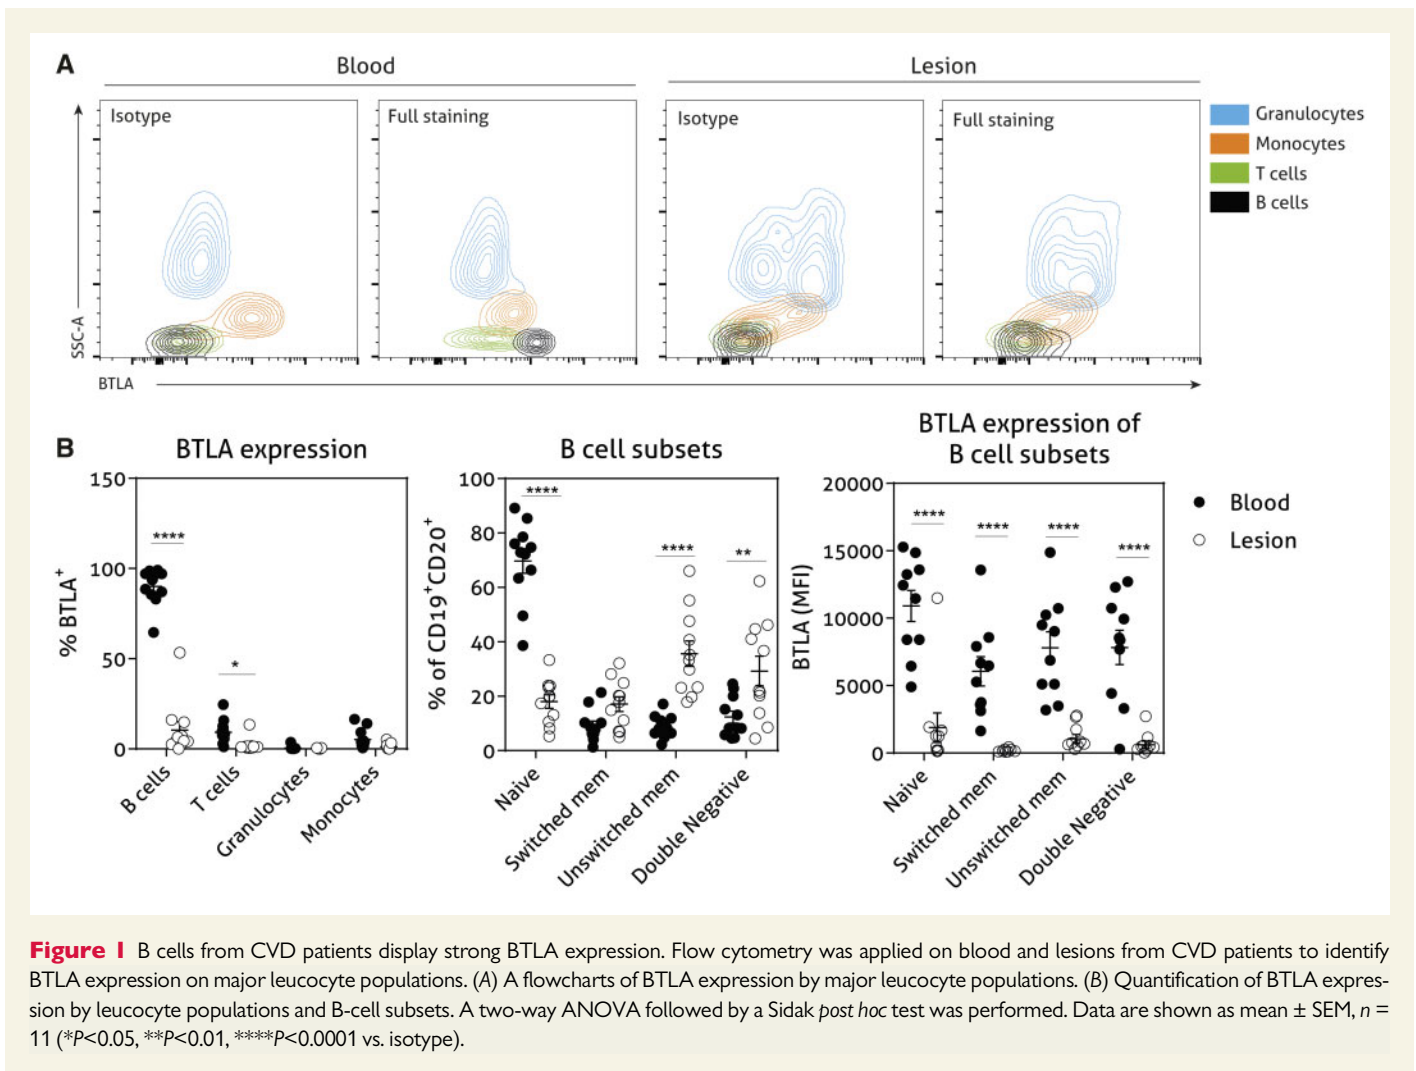 A
Blood
Lesion
Isotype
Full staining
Isotype
Full staining
Granulocytes
Monocytes
T cells
B cells
SSC-A
BTLA
B
BTLA expression
% BTLA+
150
100
50
0
****
*
B cells
T cells
Granulocytes
Monocytes
B cell subsets
% of CD19+CD20+
100
80
60
40
20
0
****
****
**
Naive
Switched mem
Unswitched mem
Double Negative
BTLA expression of
B cell subsets
BTLA (MFI)
20000
15000
10000
5000
0
****
****
****
****
Naive
Switched mem
Unswitched mem
Double Negative
Blood
Lesion
Figure 1 B cells from CVD patients display strong BTLA expression. Flow cytometry was applied on blood and lesions from CVD patients to identify
BTLA expression on major leucocyte populations. (A) A flowcharts of BTLA expression by major leucocyte populations. (B) Quantification of BTLA expres-
sion by leucocyte populations and B-cell subsets. A two-way ANOVA followed by a Sidak post hoc test was performed. Data are shown as mean ± SEM, n =
11 (*P<0.05, **P<0.01, ****P<0.0001 vs. isotype).